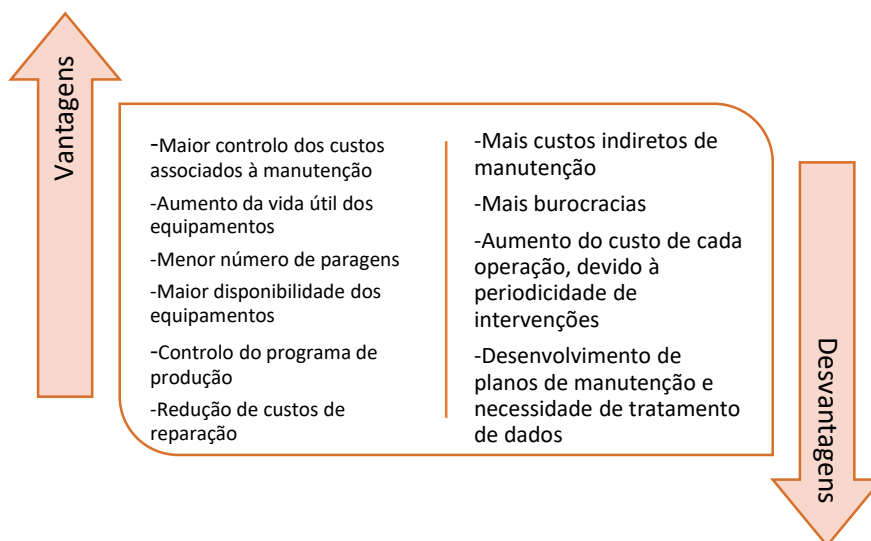 Vantagens
-Maior controlo dos custos
associados à manutenção
-Aumento da vida útil dos
equipamentos
-Menor número de paragens
-Maior disponibilidade dos
equipamentos
-Controlo do programa de
produção
-Redução de custos de
reparação
-Mais custos indiretos de
manutenção
-Mais burocracias
-Aumento do custo de cada
operação, devido à
periodicidade de
intervenções
-Desenvolvimento de
planos de manutenção e
necessidade de tratamento
de dados
Desvantagens